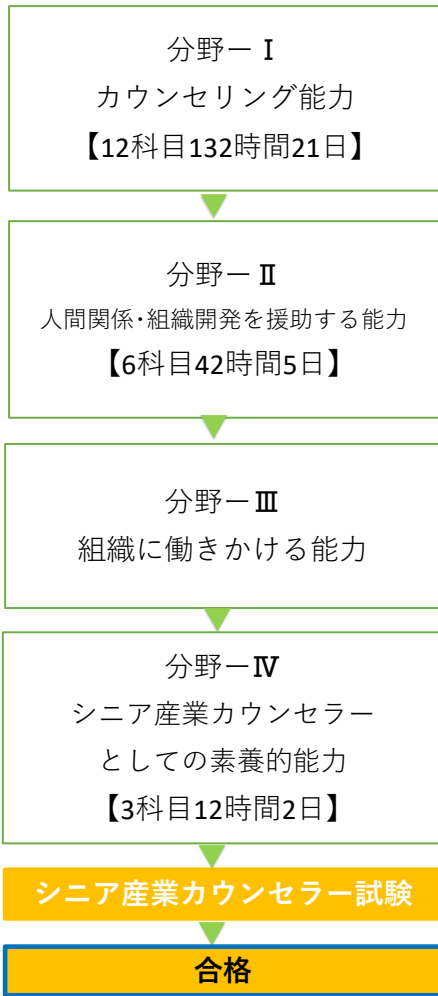 分野ーⅠ
カウンセリング能力
【12科目132時間21日】
分野ーⅡ
人間関係･組織開発を援助する能力
【6科目42時間5日】
分野ーⅢ
組織に働きかける能力
分野ーⅣ
シニア産業カウンセラー
としての素養的能力
【3科目12時間2日】
シニア産業カウンセラー試験
合格